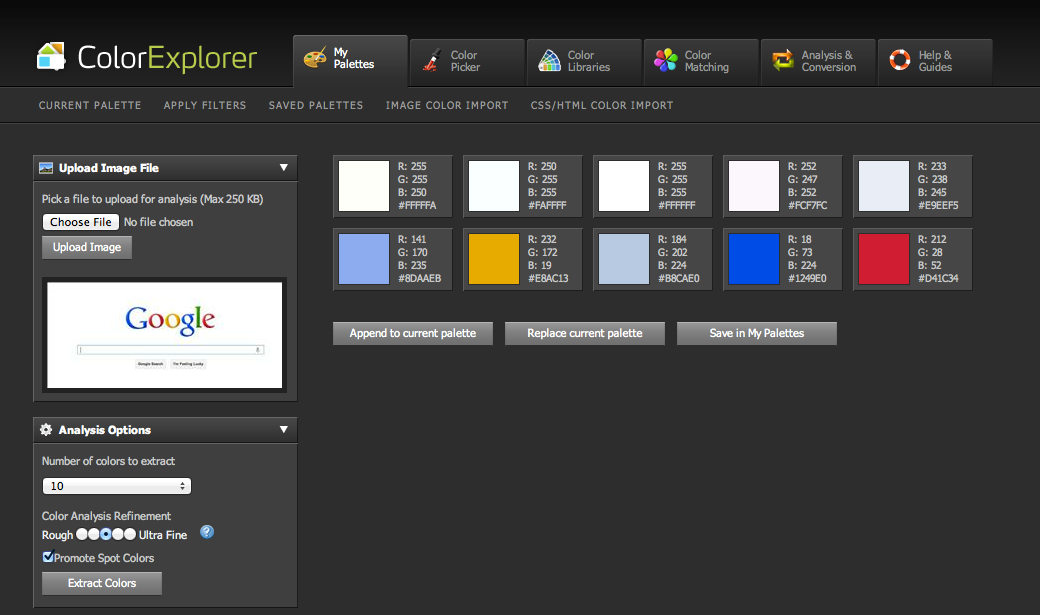 ColorExplorer
My
Palettes
Color
Picker
Color
Libraries
Color
Matching
Analysis &
Conversion
Help &
Guides
CURRENT PALETTE
APPLY FILTERS
SAVED PALETTES
IMAGE COLOR IMPORT
CSS/HTML COLOR IMPORT
Upload Image File
Pick a file to upload for analysis (Max 250 KB)
Choose File No file chosen
Upload Image
Google
Google Search
I'm Feeling Lucky
Analysis Options
Number of colors to extract
10
Color Analysis Refinement
Rough
Ultra Fine
?
Promote Spot Colors
Extract Colors
R: 255
G: 255
B: 250
#FFFFFA
R: 250
G: 255
B: 255
#FAFFFF
R: 255
G: 255
B: 255
#FFFFFF
R: 252
G: 247
B: 252
#FCF7FC
R: 233
G: 238
B: 245
#E9EEF5
R: 141
G: 170
B: 235
#8DAAEB
R: 232
G: 172
B: 19
#E8AC13
R: 184
G: 202
B: 224
#B8CAE0
R: 18
G: 73
B: 224
#1249E0
R: 212
G: 28
B: 52
#D41C34
Append to current palette
Replace current palette
Save in My Palettes